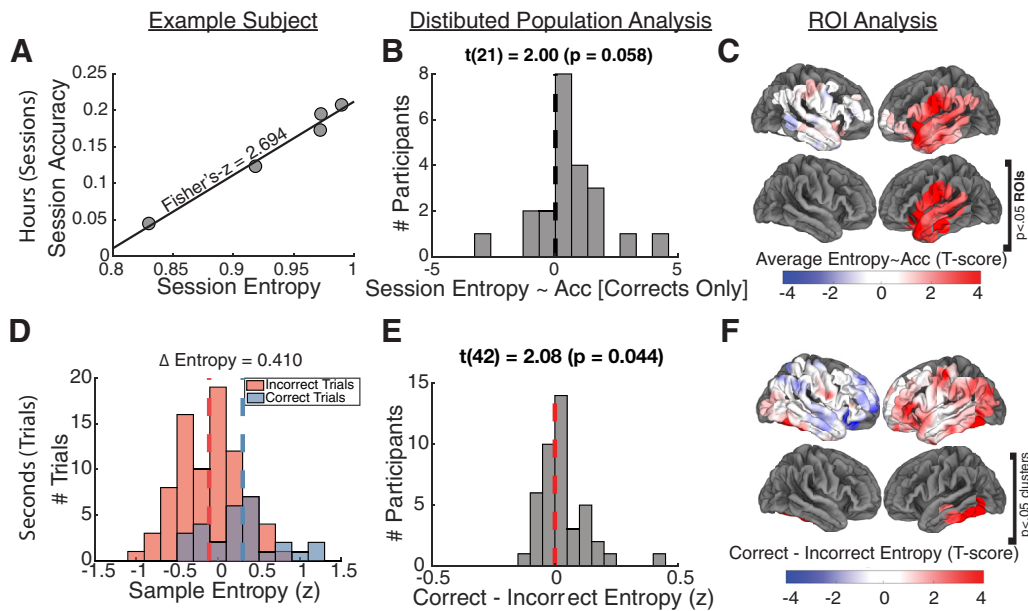 Example Subject
Distibuted Population Analysis
ROI Analysis
A
Hours (Sessions)
Session Accuracy
0.25
0.2
0.15
0.1
0.05
0
Fisher's-z = 2.694
0.8
0.85
0.9
0.95
1
Session Entropy
B
t(21) = 2.00 (p = 0.058)
# Participants
8
6
4
2
0
-5
0
5
Session Entropy ~ Acc [Corrects Only]
C
p<.05 ROIs
Average Entropy~Acc (T-score)
-4
-2
0
2
4
D
Δ Entropy = 0.410
Incorrect Trials
Correct Trials
Seconds (Trials)
# Trials
20
15
10
5
0
-1.5
-1
-0.5
0
0.5
1
1.5
Sample Entropy (z)
E
t(42) = 2.08 (p = 0.044)
# Participants
15
10
5
0
-0.5
0
0.5
Correct - Incorrect Entropy (z)
F
p<.05 clusters
Correct - Incorrect Entropy (T-score)
-4
-2
0
2
4